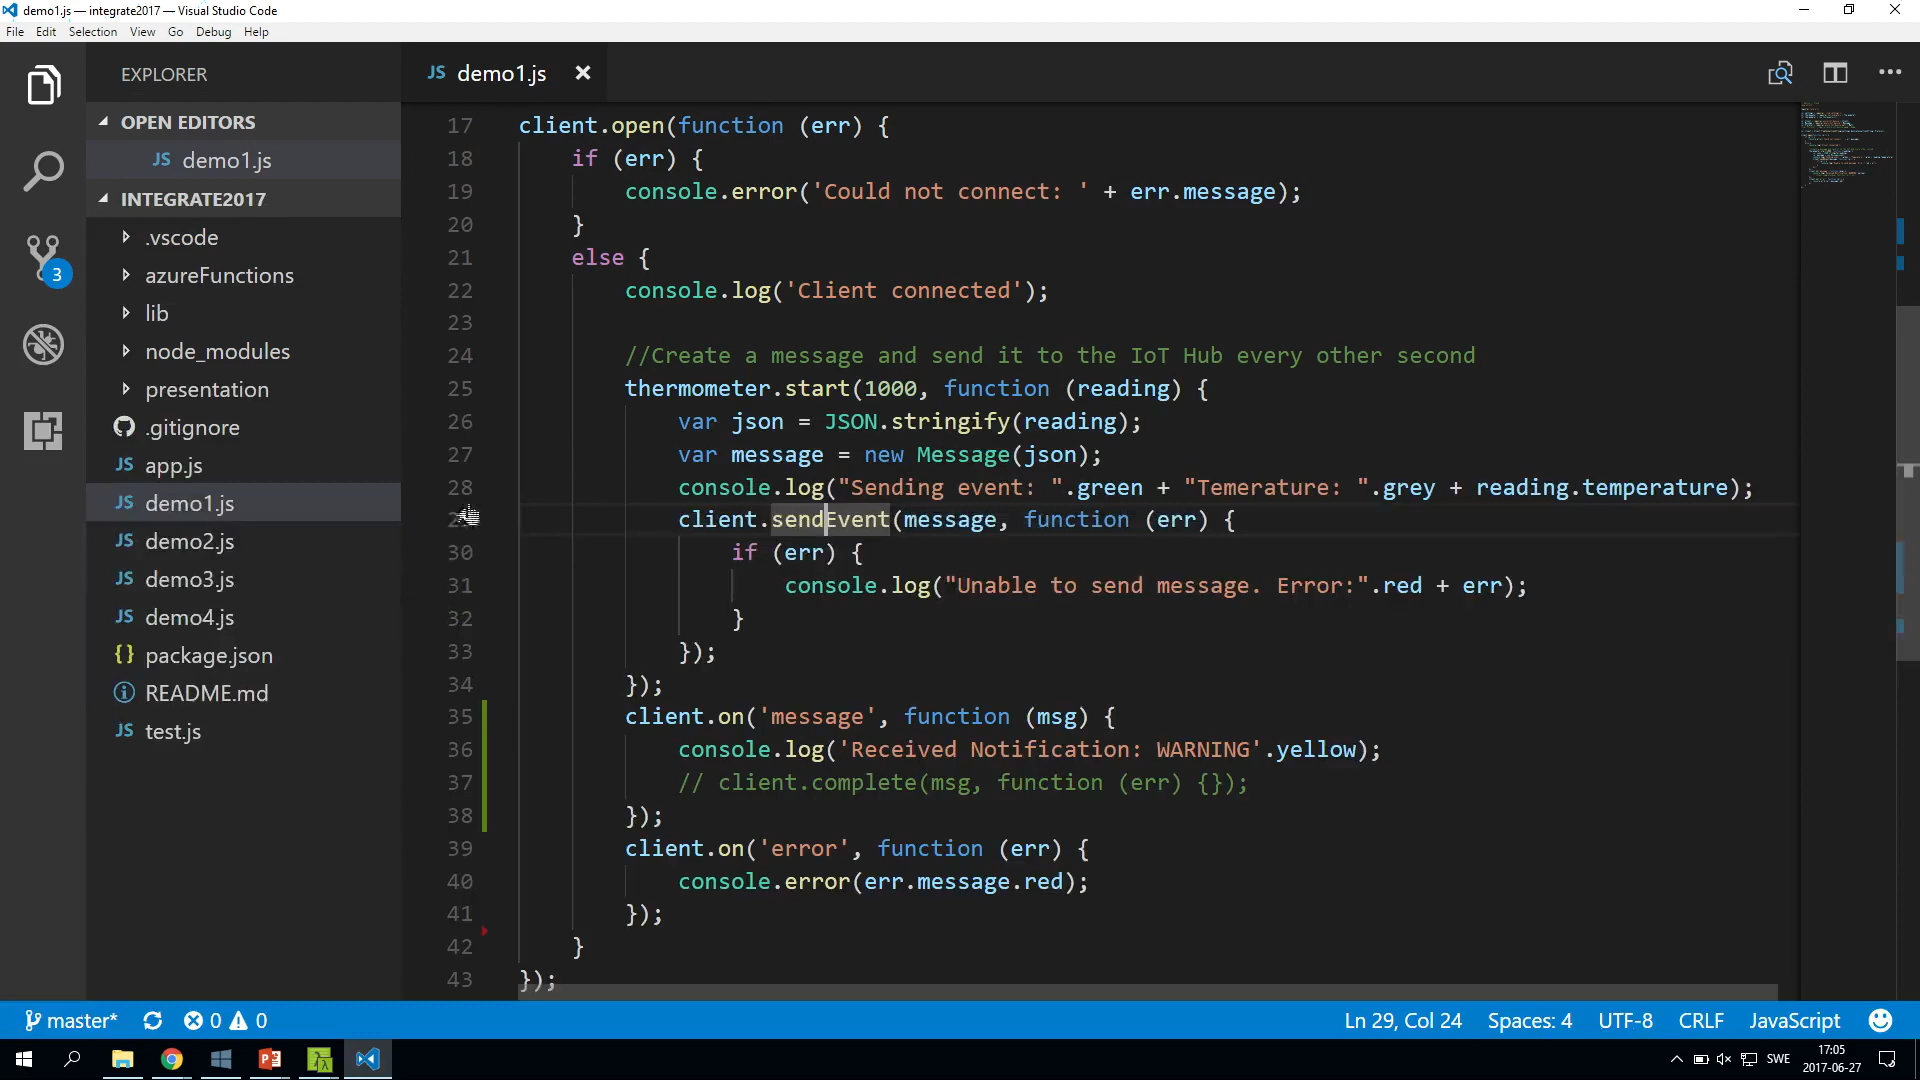 demo1.js — integrate2017 — Visual Studio Code
File Edit Selection View Go Debug Help
EXPLORER
OPEN EDITORS
JS demo1.js
INTEGRATE2017
.vscode
azureFunctions
lib
node_modules
presentation
.gitignore
JS app.js
JS demo1.js
JS demo2.js
JS demo3.js
JS demo4.js
{} package.json
README.md
JS test.js
3
JS demo1.js
17 client.open(function (err) {
18 if (err) {
19 console.error('Could not connect: ' + err.message);
20 }
21 else {
22 console.log('Client connected');
23
24 //Create a message and send it to the IoT Hub every other second
25 thermometer.start(1000, function (reading) {
26 var json = JSON.stringify(reading);
27 var message = new Message(json);
28 console.log("Sending event: ".green + "Temerature: ".grey + reading.temperature);
client.sendEvent(message, function (err) {
30 if (err) {
31 console.log("Unable to send message. Error:".red + err);
32 }
33 });
34 });
35 client.on('message', function (msg) {
36 console.log('Received Notification: WARNING'.yellow);
37 // client.complete(msg, function (err) {});
38 });
39 client.on('error', function (err) {
40 console.error(err.message.red);
41 });
42 }
43 });
master* 0 0
Ln 29, Col 24 Spaces: 4 UTF-8 CRLF JavaScript
SWE
17:05
2017-06-27